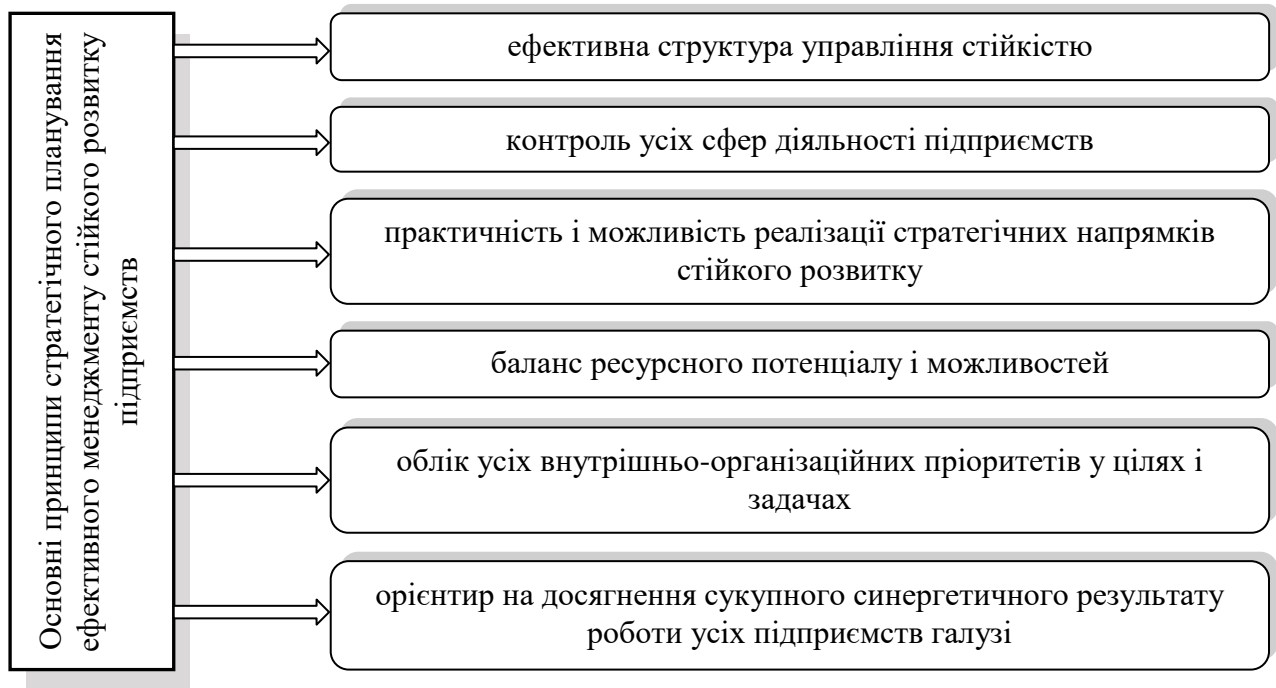 Основні принципи стратегічного планування
ефективного менеджменту стійкого розвитку
підприємств
ефективна структура управління стійкістю
контроль усіх сфер діяльності підприємств
практичність і можливість реалізації стратегічних напрямків
стійкого розвитку
баланс ресурсного потенціалу і можливостей
облік усіх внутрішньо-організаційних пріоритетів у цілях і
задачах
орієнтир на досягнення сукупного синергетичного результату
роботи усіх підприємств галузі